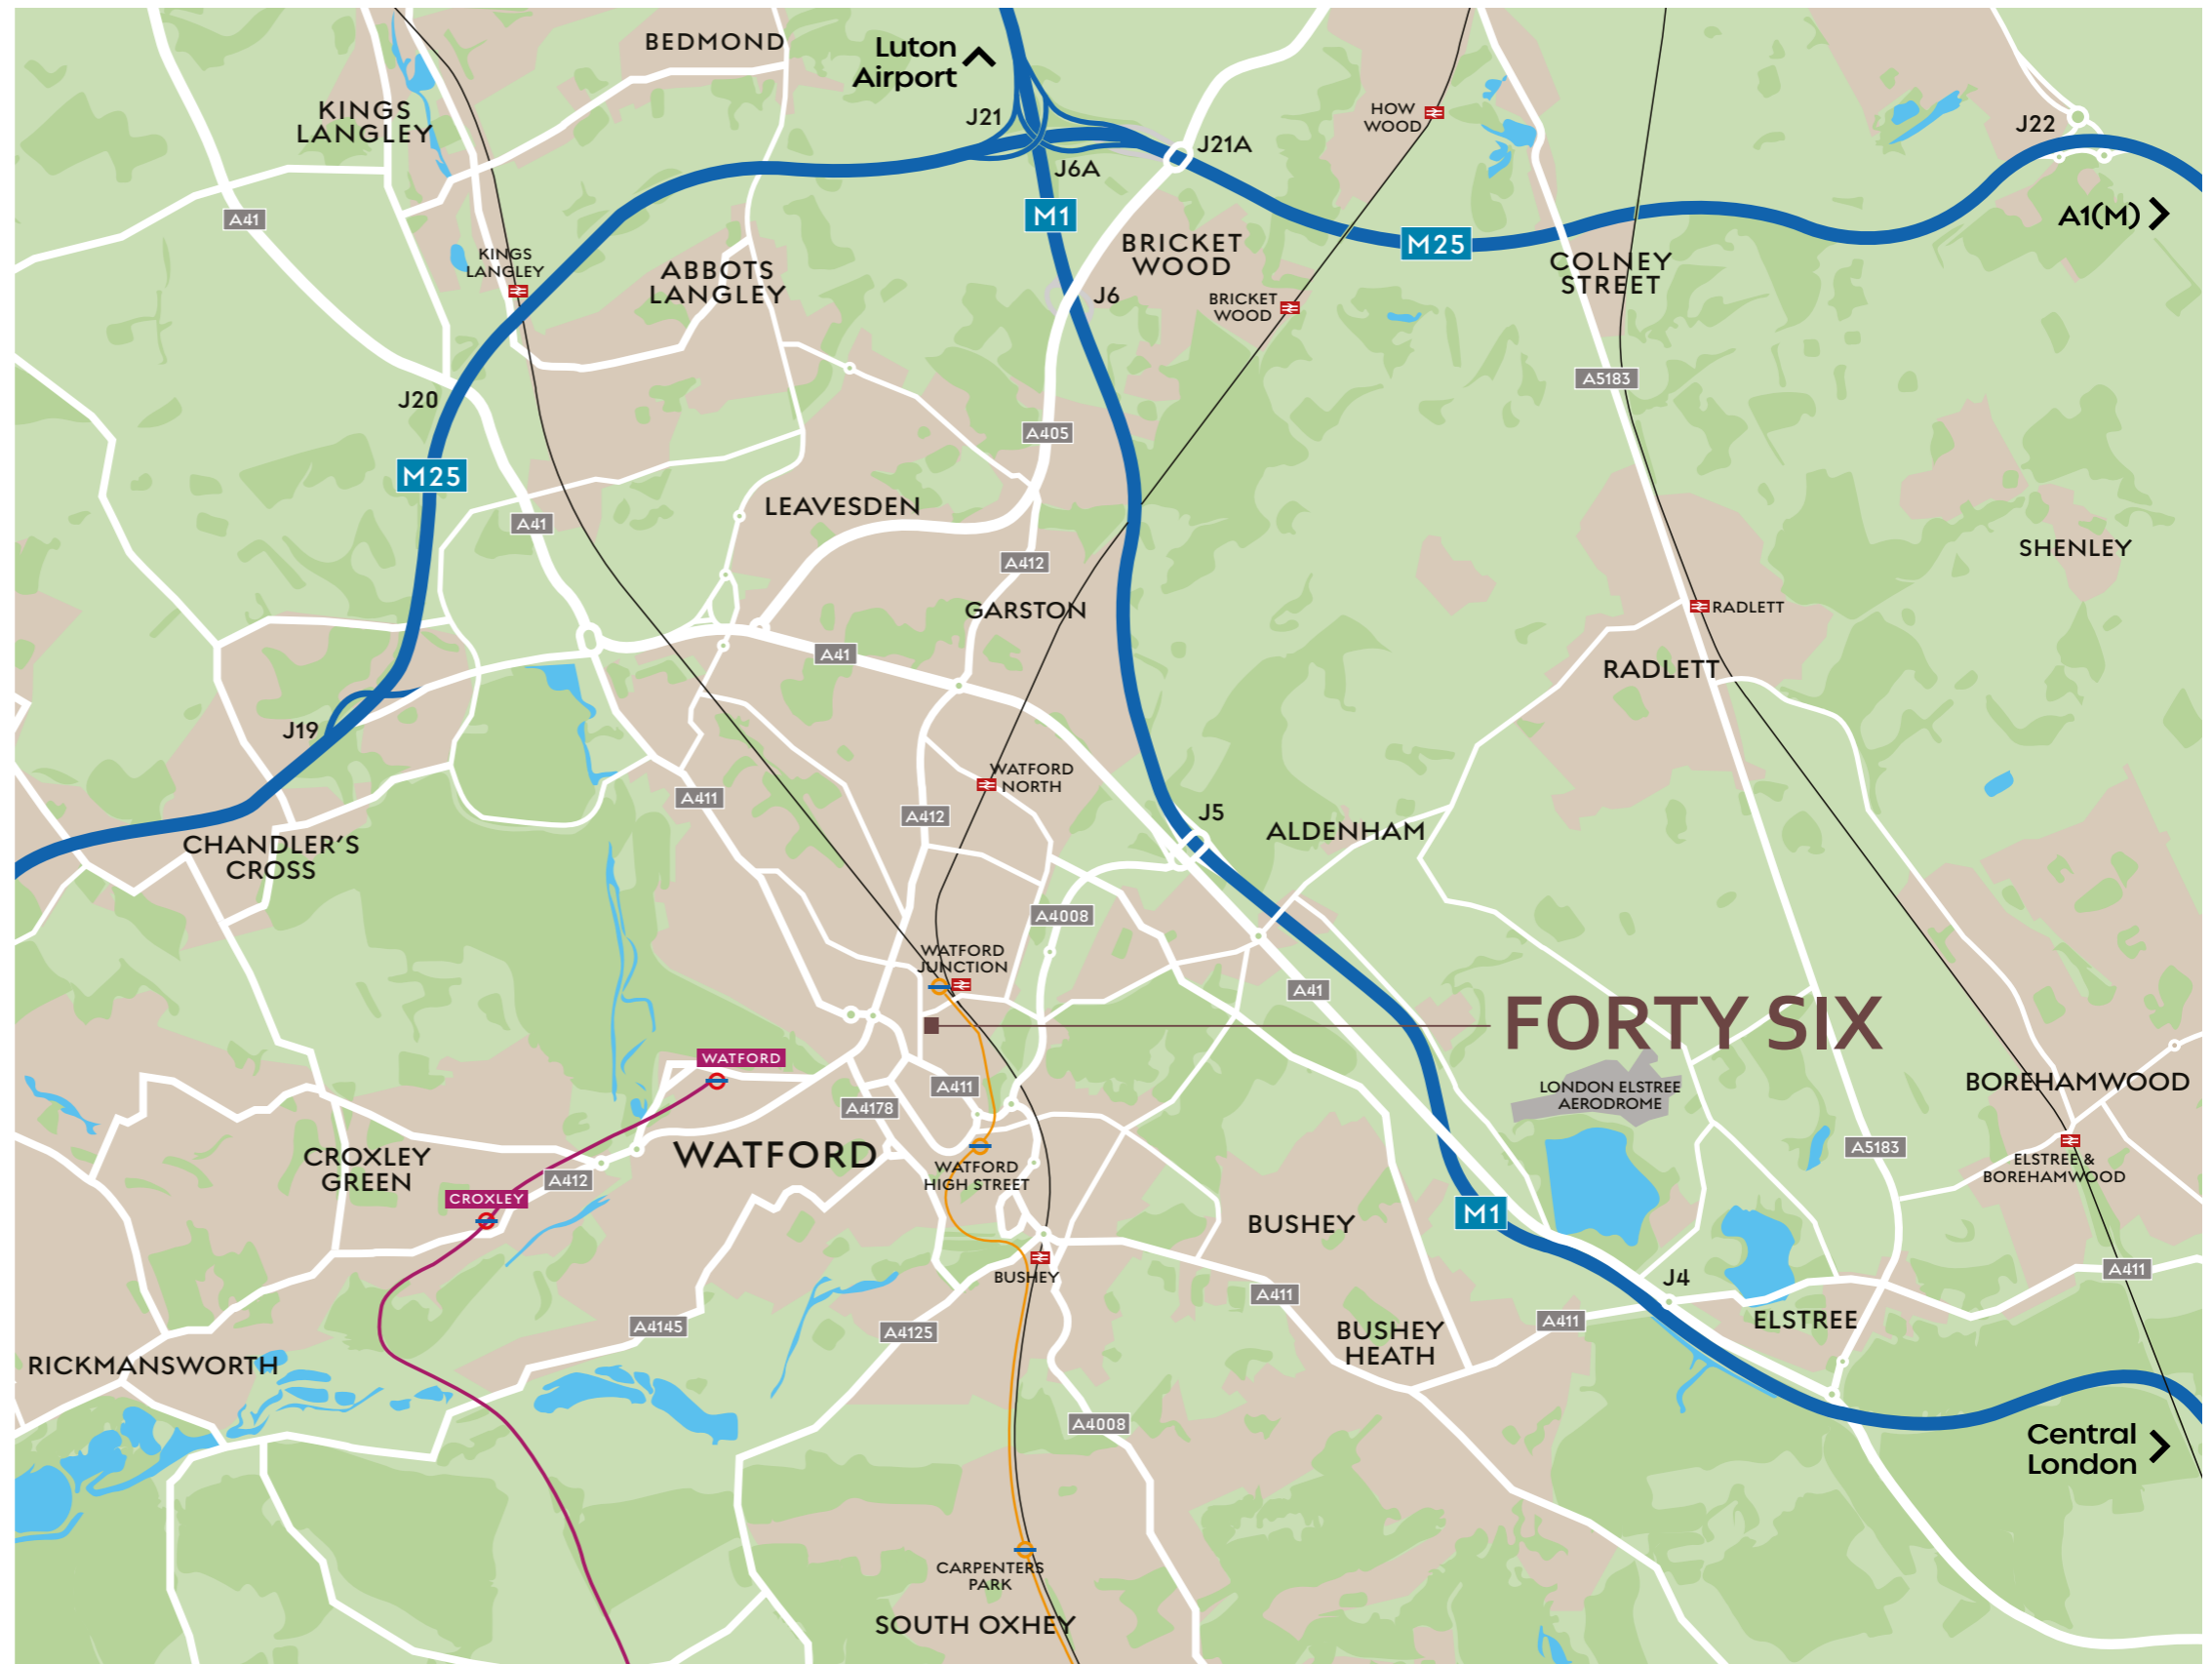 BEDMOND
Luton
Airport
KINGS
LANGLEY
J21
HOW
WOOD
J22
J21A
J6A
A41
M1
A1(M)
M25
BRICKET
WOOD
KINGS
LANGLEY
ABBOTS
LANGLEY
COLNEY
STREET
J6
BRICKET
WOOD
A5183
J20
A405
M25
LEAVESDEN
A41
SHENLEY
A412
GARSTON
RADLETT
A41
RADLETT
J19
WATFORD
NORTH
A411
A412
J5
ALDENHAM
CHANDLER'S
CROSS
A4008
WATFORD
JUNCTION
A41
FORTY SIX
WATFORD
LONDON ELSTREE
AERODROME
BOREHAMWOOD
A411
A4178
CROXLEY
GREEN
WATFORD
A5183
ELSTREE &
BOREHAMWOOD
A412
WATFORD
HIGH STREET
CROXLEY
M1
BUSHEY
BUSHEY
J4
A411
A411
A411
ELSTREE
A4145
A4125
BUSHEY
HEATH
RICKMANSWORTH
A4008
Central
London
CARPENTERS
PARK
SOUTH OXHEY